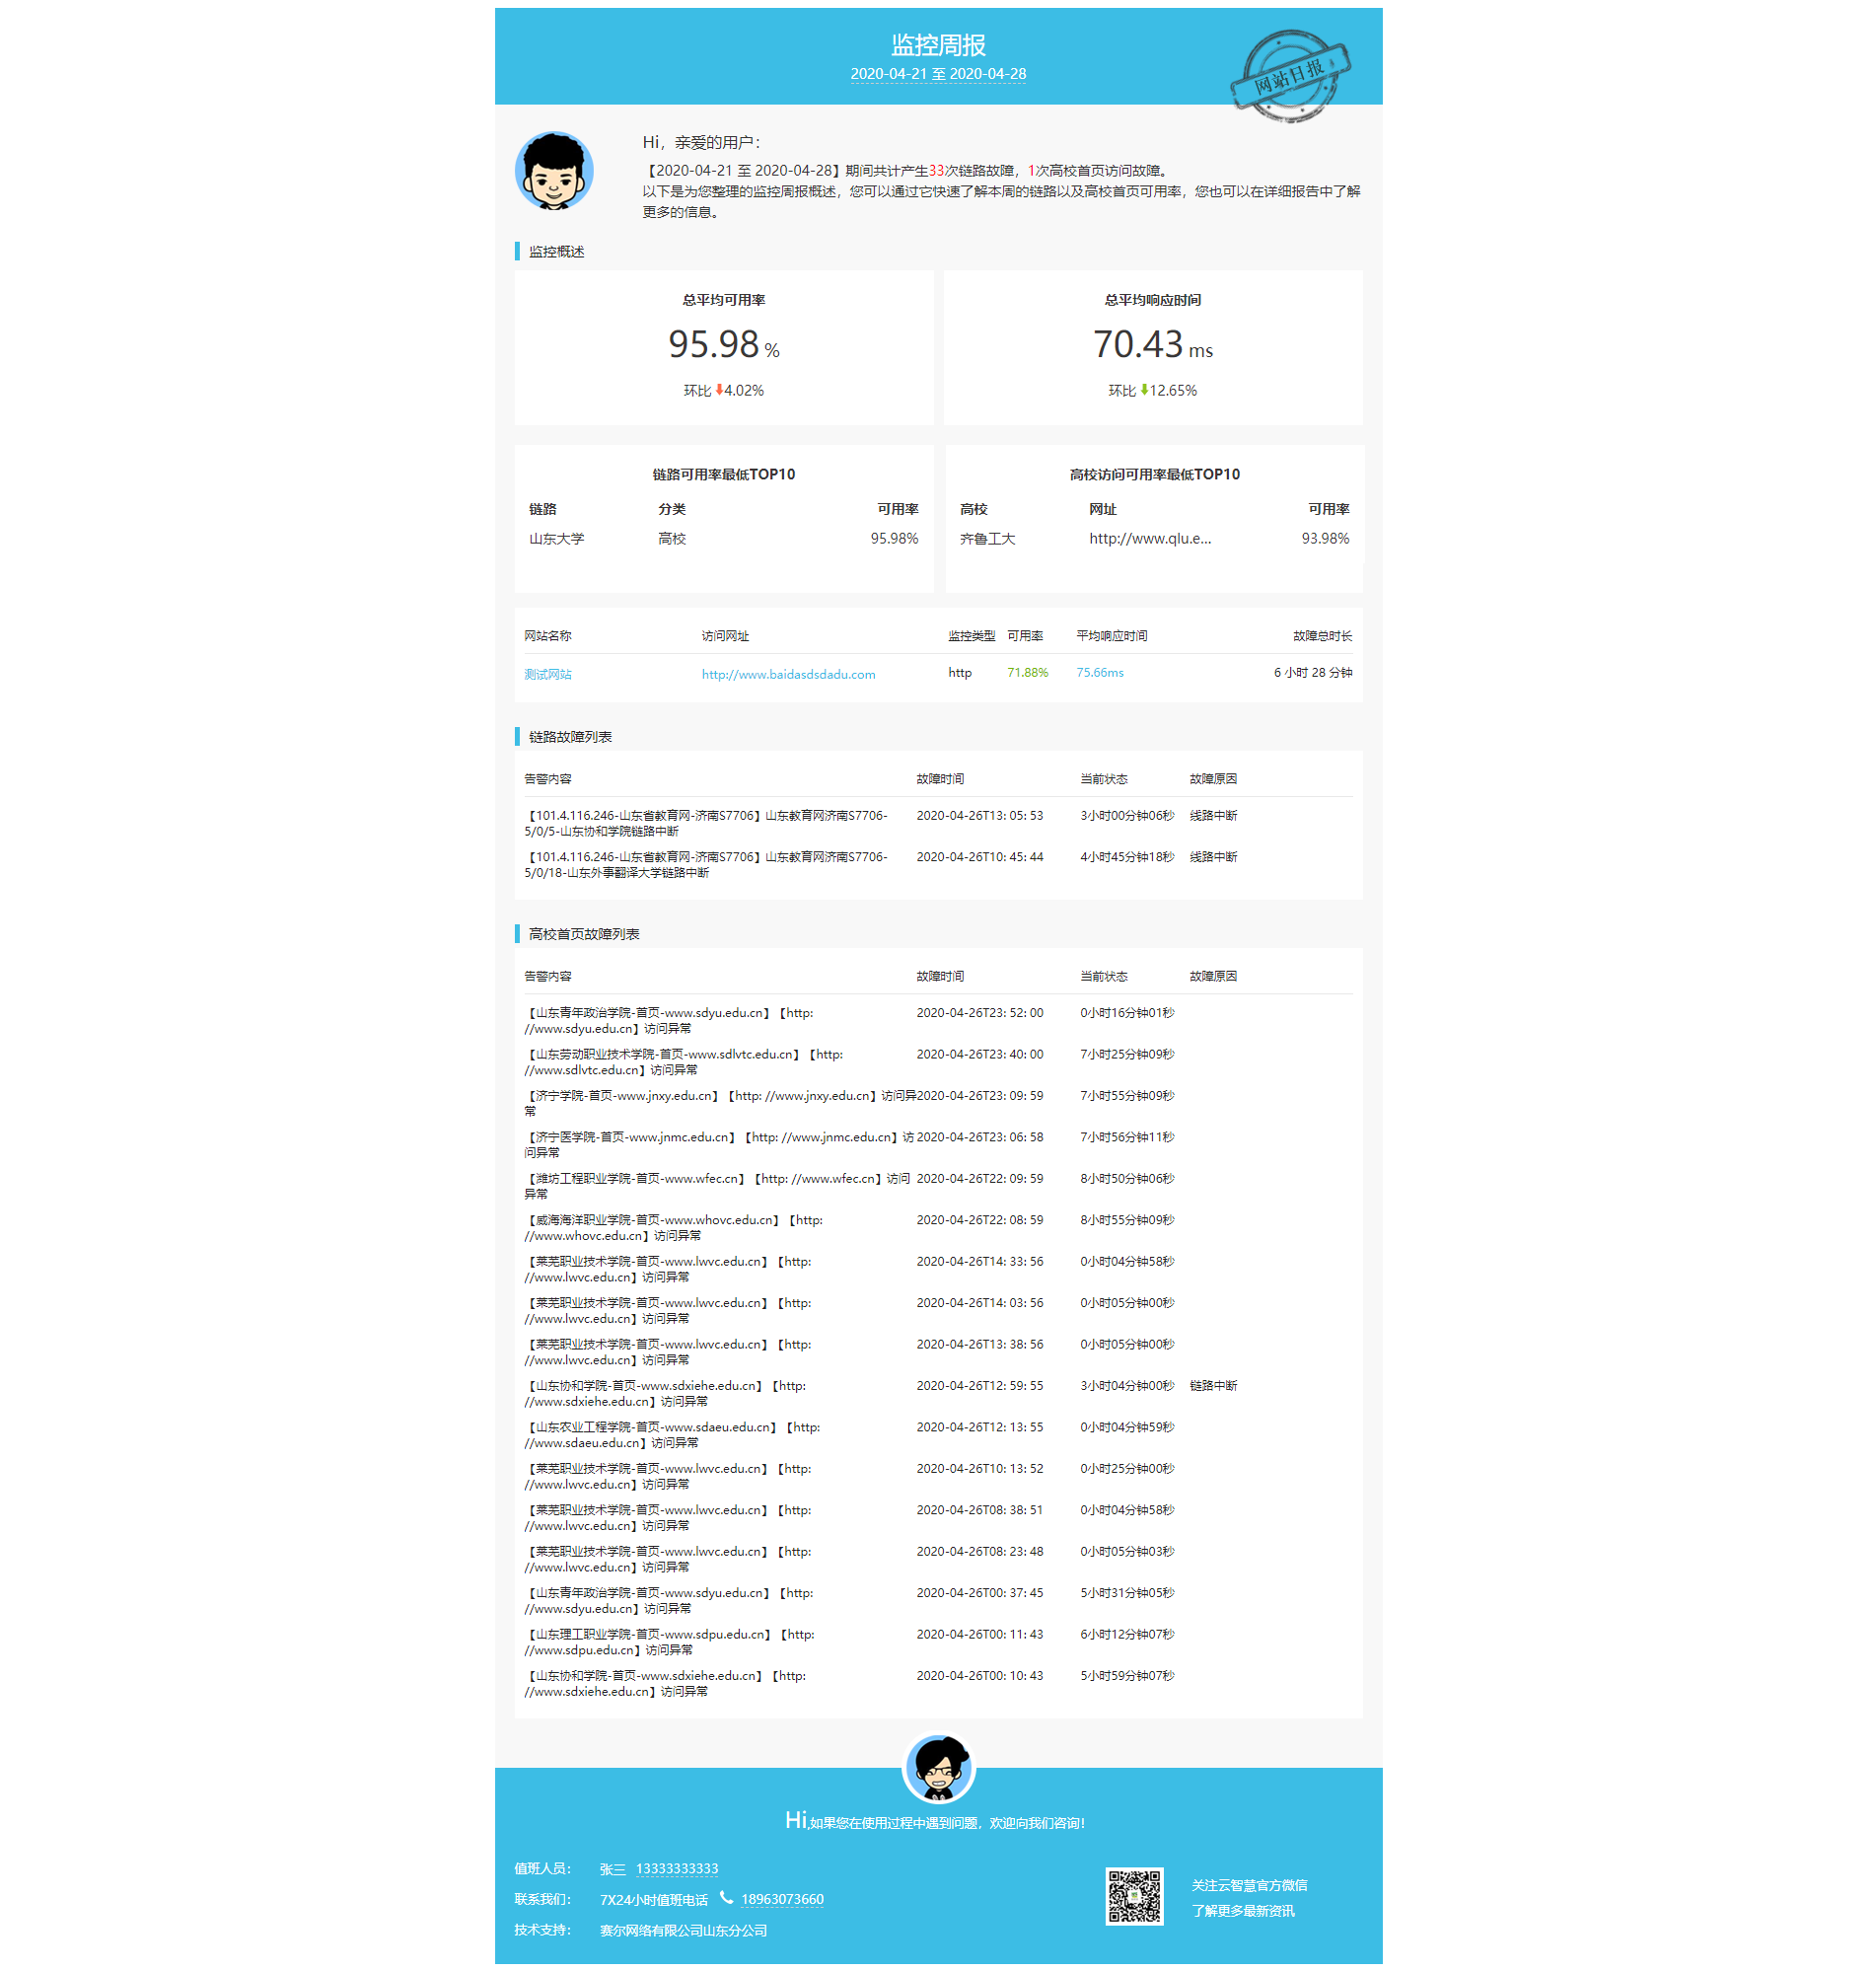 监控周报
2020-04-21 至 2020-04-28
网站日报
Hi，亲爱的用户：
【2020-04-21 至 2020-04-28】期间共计产生33次链路故障，1次高校首页访问故障。
以下是为您整理的监控周报概述，您可以通过它快速了解本周的链路以及高校首页可用率，您也可以在详细报告中了解
更多的信息。
监控概述
总平均可用率
95.98 %
环比 4.02%
总平均响应时间
70.43 ms
环比 12.65%
链路可用率最低TOP10
链路 分类 可用率
山东大学 高校 95.98%
高校访问可用率最低TOP10
高校 网址 可用率
齐鲁工大 http://www.qlu.e... 93.98%
网站名称 访问网址 监控类型 可用率 平均响应时间 故障总时长
测试网站 http://www.baidasdsdadu.com http 71.88% 75.66ms 6 小时 28 分钟
链路故障列表
告警内容 故障时间 当前状态 故障原因
【101.4.116.246-山东省教育网-济南S7706】山东教育网济南S7706- 2020-04-26T13: 05: 53 3小时00分钟06秒 线路中断
5/0/5-山东协和学院链路中断
【101.4.116.246-山东省教育网-济南S7706】山东教育网济南S7706- 2020-04-26T10: 45: 44 4小时45分钟18秒 线路中断
5/0/18-山东外事翻译大学链路中断
高校首页故障列表
告警内容 故障时间 当前状态 故障原因
【山东青年政治学院-首页-www.sdyu.edu.cn】【http: 2020-04-26T23: 52: 00 0小时16分钟01秒
//www.sdyu.edu.cn】访问异常
【山东劳动职业技术学院-首页-www.sdlvtc.edu.cn】【http: 2020-04-26T23: 40: 00 7小时25分钟09秒
//www.sdlvtc.edu.cn】访问异常
【济宁学院-首页-www.jnxy.edu.cn】【http: //www.jnxy.edu.cn】访问异 2020-04-26T23: 09: 59 7小时55分钟09秒
常
【济宁医学院-首页-www.jnmc.edu.cn】【http: //www.jnmc.edu.cn】访 2020-04-26T23: 06: 58 7小时56分钟11秒
问异常
【潍坊工程职业学院-首页-www.wfec.cn】【http: //www.wfec.cn】访问 2020-04-26T22: 09: 59 8小时50分钟06秒
异常
【威海海洋职业学院-首页-www.whovc.edu.cn】【http: 2020-04-26T22: 08: 59 8小时55分钟09秒
//www.whovc.edu.cn】访问异常
【莱芜职业技术学院-首页-www.lwvc.edu.cn】【http: 2020-04-26T14: 33: 56 0小时04分钟58秒
//www.lwvc.edu.cn】访问异常
【莱芜职业技术学院-首页-www.lwvc.edu.cn】【http: 2020-04-26T14: 03: 56 0小时05分钟00秒
//www.lwvc.edu.cn】访问异常
【莱芜职业技术学院-首页-www.lwvc.edu.cn】【http: 2020-04-26T13: 38: 56 0小时05分钟00秒
//www.lwvc.edu.cn】访问异常
【山东协和学院-首页-www.sdxiehe.edu.cn】【http: 2020-04-26T12: 59: 55 3小时04分钟00秒 链路中断
//www.sdxiehe.edu.cn】访问异常
【山东农业工程学院-首页-www.sdaeu.edu.cn】【http: 2020-04-26T12: 13: 55 0小时04分钟59秒
//www.sdaeu.edu.cn】访问异常
【莱芜职业技术学院-首页-www.lwvc.edu.cn】【http: 2020-04-26T10: 13: 52 0小时25分钟00秒
//www.lwvc.edu.cn】访问异常
【莱芜职业技术学院-首页-www.lwvc.edu.cn】【http: 2020-04-26T08: 38: 51 0小时04分钟58秒
//www.lwvc.edu.cn】访问异常
【莱芜职业技术学院-首页-www.lwvc.edu.cn】【http: 2020-04-26T08: 23: 48 0小时05分钟03秒
//www.lwvc.edu.cn】访问异常
【山东青年政治学院-首页-www.sdyu.edu.cn】【http: 2020-04-26T00: 37: 45 5小时31分钟05秒
//www.sdyu.edu.cn】访问异常
【山东理工职业学院-首页-www.sdpu.edu.cn】【http: 2020-04-26T00: 11: 43 6小时12分钟07秒
//www.sdpu.edu.cn】访问异常
【山东协和学院-首页-www.sdxiehe.edu.cn】【http: 2020-04-26T00: 10: 43 5小时59分钟07秒
//www.sdxiehe.edu.cn】访问异常
Hi,如果您在使用过程中遇到问题，欢迎向我们咨询！
值班人员： 张三 13333333333
联系我们： 7X24小时值班电话 18963073660
技术支持： 赛尔网络有限公司山东分公司
关注云智慧官方微信
了解更多最新资讯